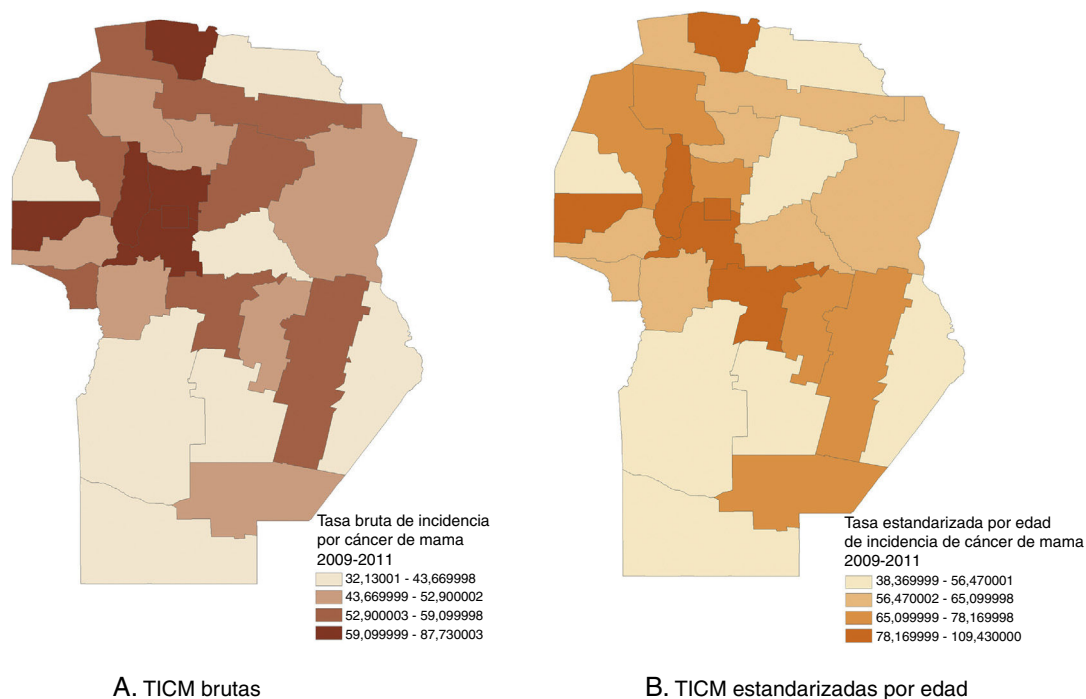 Tasa bruta de incidencia
por cáncer de mama
2009-2011
32,13001 - 43,669998
43,669999 - 52,900002
52,900003 - 59,099998
59,099999 - 87,730003
A. TICM brutas
Tasa estandarizada por edad
de incidencia de cáncer de mama
2009-2011
38,369999 - 56,470001
56,470002 - 65,099998
65,099999 - 78,169998
78,169999 - 109,430000
B. TICM estandarizadas por edad